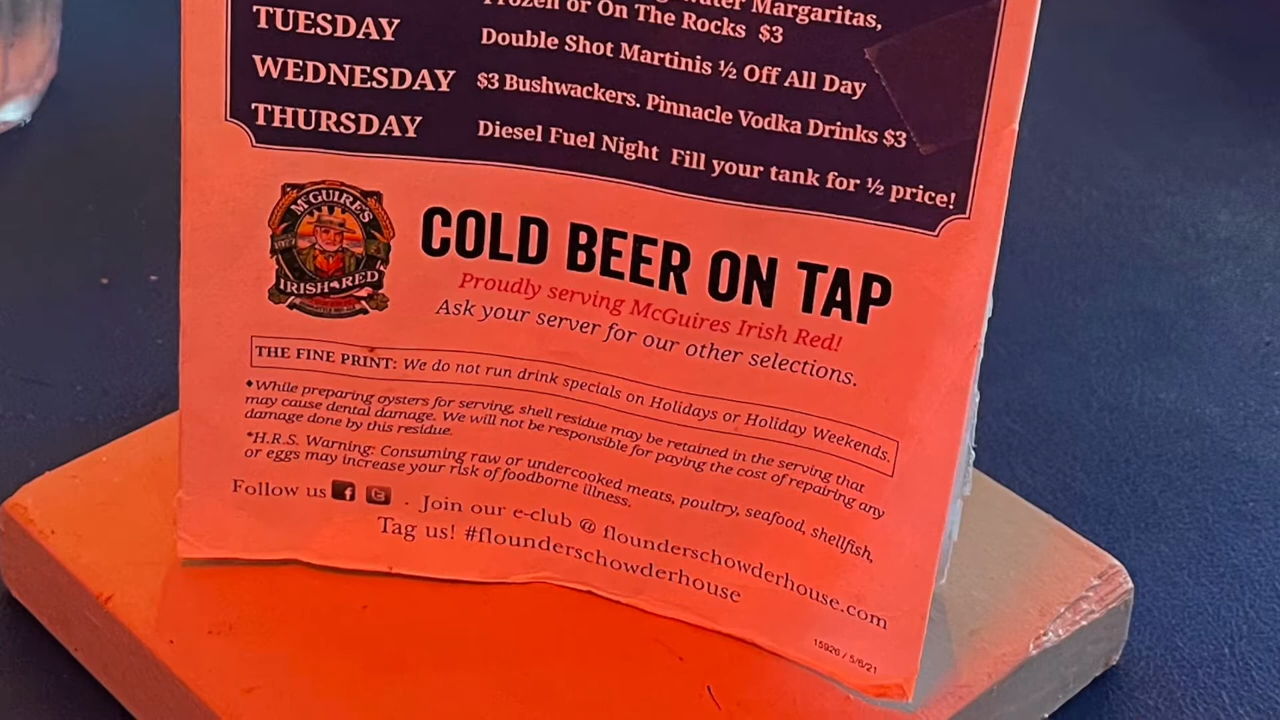 Margaritas,
Frozen or On The Rocks $3
TUESDAY Double Shot Martinis ½ Off All Day
WEDNESDAY $3 Bushwackers. Pinnacle Vodka Drinks $3
THURSDAY Diesel Fuel Night Fill your tank for ½ price!
McGUIRE'S
IRISH RED
COLD BEER ON TAP
Proudly serving McGuires Irish Red!
Ask your server for our other selections.
THE FINE PRINT: We do not run drink specials on Holidays or Holiday Weekends.
♦While preparing oysters for serving, shell residue may be retained in the serving that
may cause dental damage. We will not be responsible for paying the cost of repairing any
damage done by this residue.
*H.R.S. Warning: Consuming raw or undercooked meats, poultry, seafood, shellfish,
or eggs may increase your risk of foodborne illness.
Follow us f t . Join our e-club @ flounderschowderhouse.com
Tag us! #flounderschowderhouse
15926 / 5/6/21